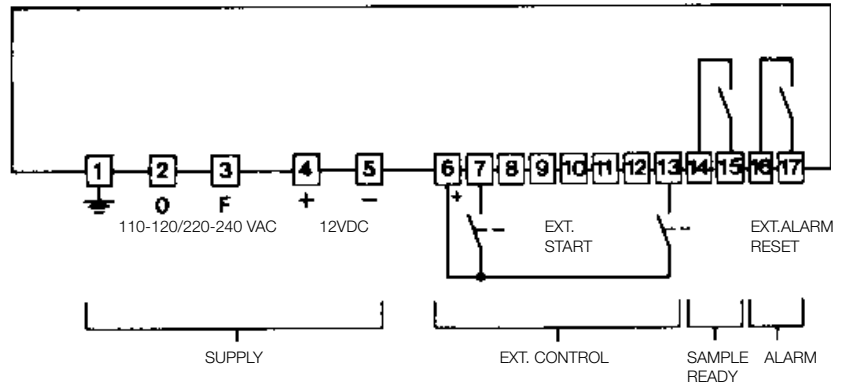 1 2 3 4 5 6 7 8 9 10 11 12 13 14 15 16 17
O F + - +
110-120/220-240 VAC 12VDC EXT. START EXT.ALARM RESET
SUPPLY EXT. CONTROL SAMPLE READY ALARM